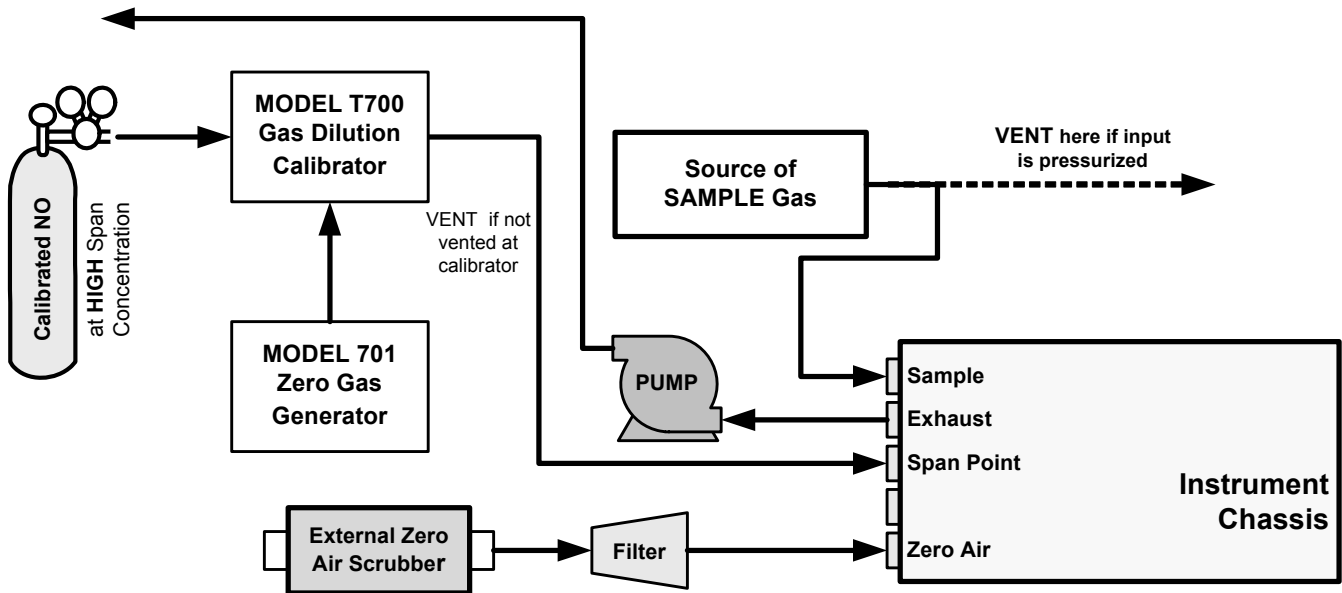 MODEL T700
Gas Dilution
Calibrator
Source of
SAMPLE Gas
VENT here if input
is pressurized
Calibrated NO
at HIGH Span
Concentration
VENT if not
vented at
calibrator
MODEL 701
Zero Gas
Generator
PUMP
Sample
Exhaust
Span Point
Instrument
Chassis
External Zero
Air Scrubber
Filter
Zero Air